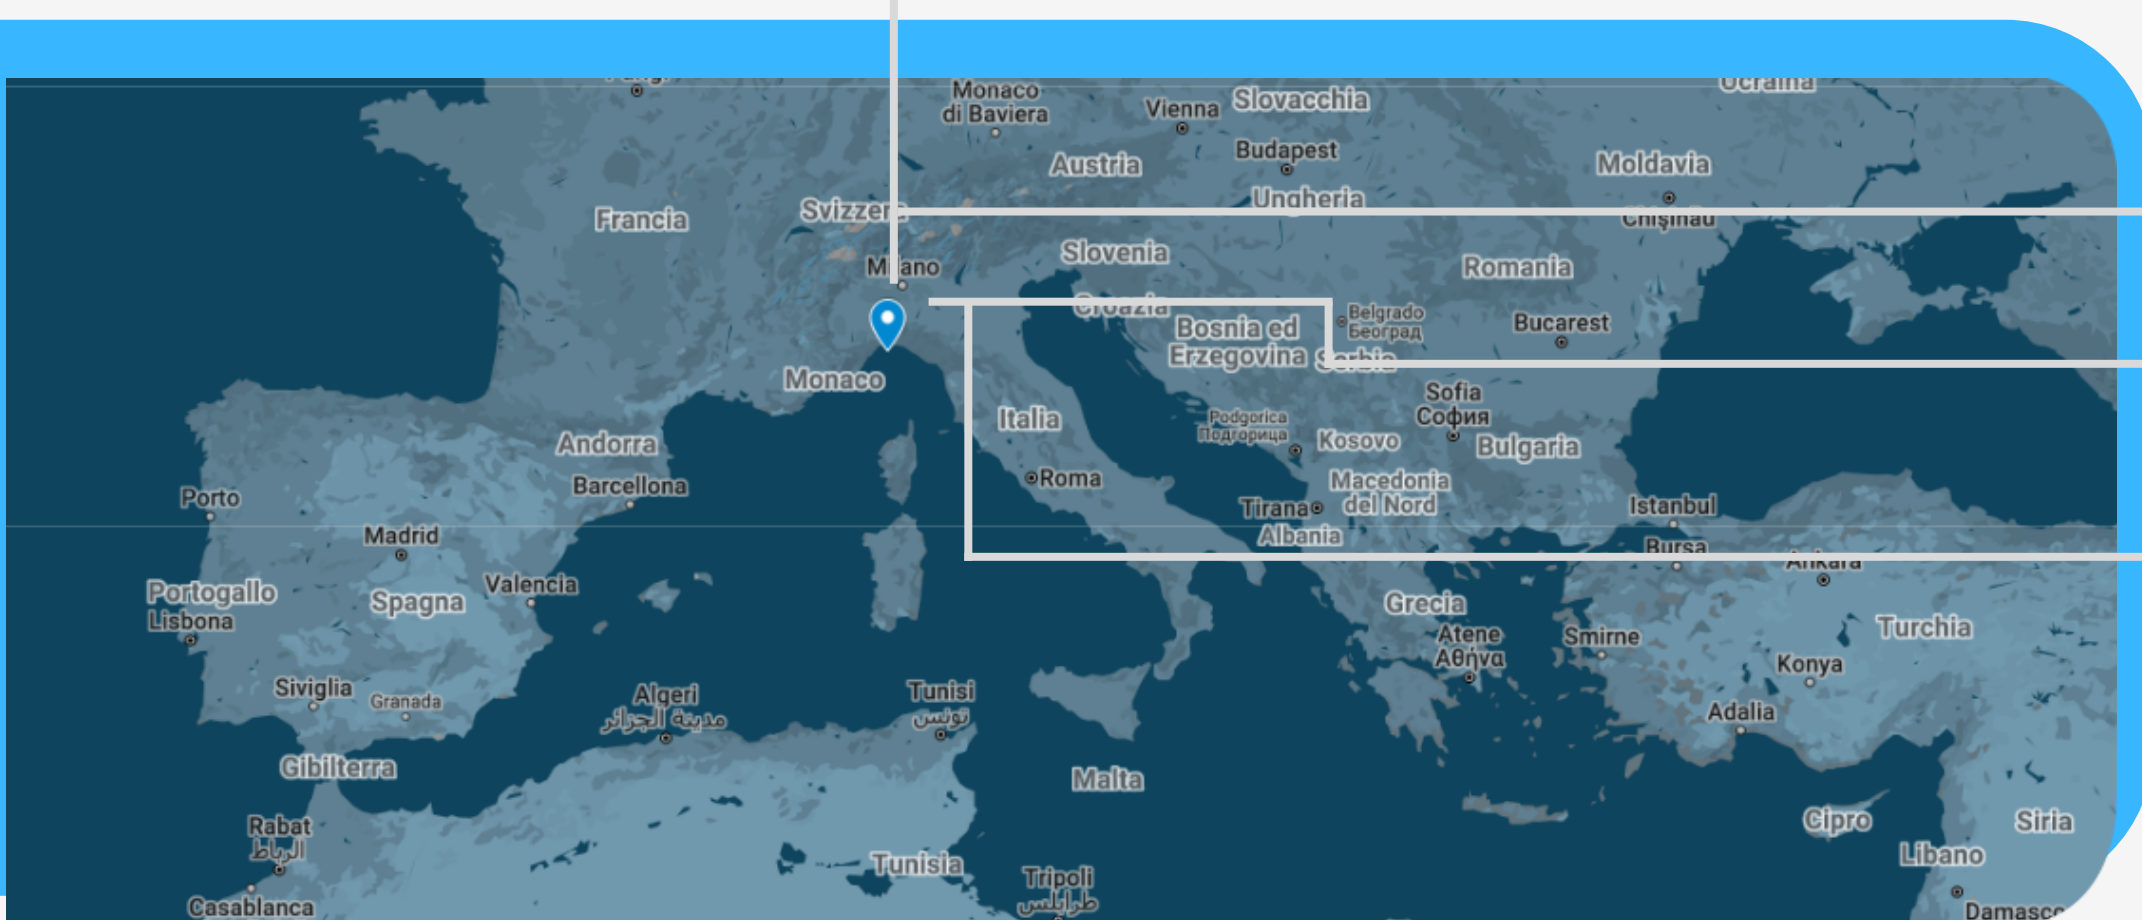 Parigi
Monaco
di Baviera
Vienna
Slovacchia
Ucraina
Budapest
Austria
Moldavia
Ungheria
Svizzera
Francia
Chișinău
Slovenia
Milano
Romania
Croazia
Belgrado
Београд
Bosnia ed
Erzegovina
Bucarest
Serbia
Monaco
Sofia
София
Italia
Podgorica
Подгорица
Kosovo
Bulgaria
Andorra
Barcellona
Roma
Macedonia
del Nord
Porto
Tirana
Istanbul
Madrid
Albania
Bursa
Ankara
Valencia
Portogallo
Lisbona
Spagna
Grecia
Atene
Αθήνα
Smirne
Turchia
Konya
Siviglia
Granada
Algeri
مدينة الجزائر
Tunisi
تونس
Adalia
Gibilterra
Malta
Rabat
الرباط
Cipro
Siria
Tunisia
Libano
Tripoli
طرابلس
Casablanca
Damasco